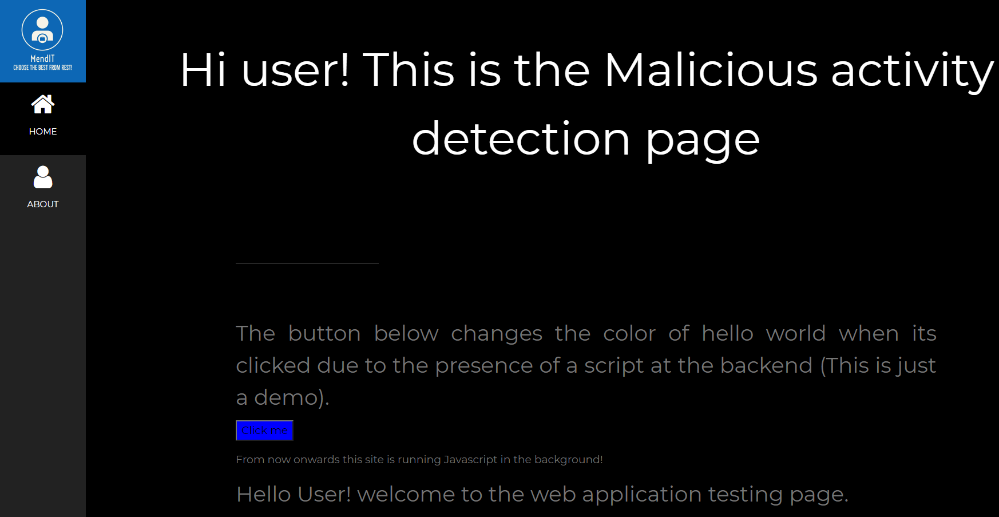 MendIT
CHOOSE THE BEST FROM REST!
HOME
ABOUT
Hi user! This is the Malicious activity
detection page
The button below changes the color of hello world when its
clicked due to the presence of a script at the backend (This is just
a demo).
Click me
From now onwards this site is running Javascript in the background!
Hello User! welcome to the web application testing page.